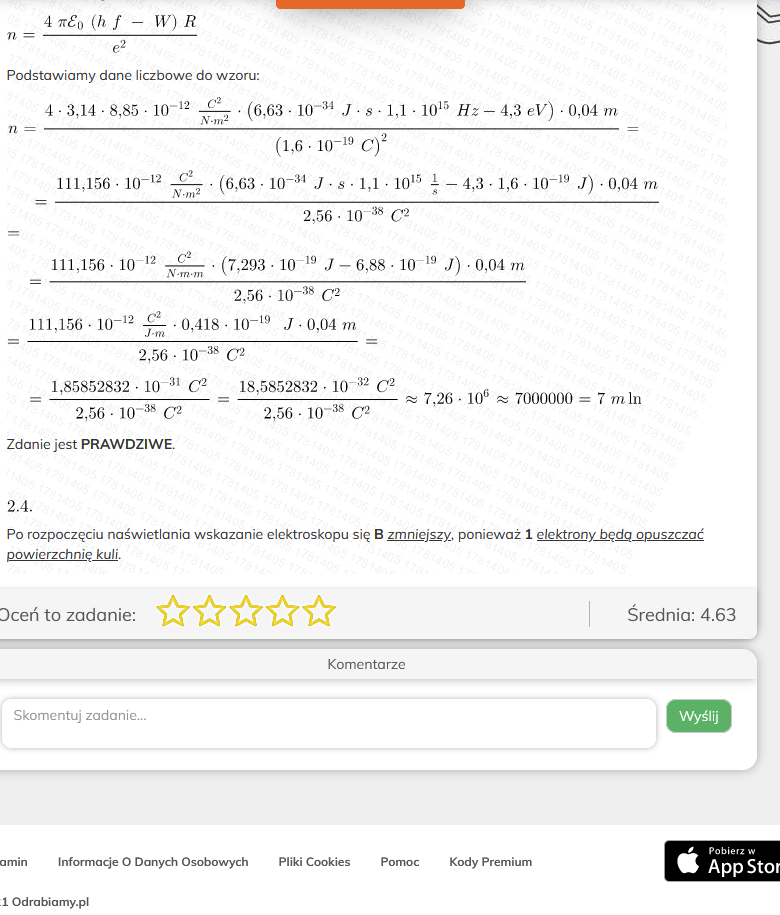 n = \frac{4 \pi \mathcal{E}_0 (h f - W) R}{e^2}
Podstawiamy dane liczbowe do wzoru:
n = \frac{4 \cdot 3,14 \cdot 8,85 \cdot 10^{-12} \frac{C^2}{N \cdot m^2} \cdot (6,63 \cdot 10^{-34} J \cdot s \cdot 1,1 \cdot 10^{15} Hz - 4,3 eV) \cdot 0,04 m}{(1,6 \cdot 10^{-19} C)^2} =
= \frac{111,156 \cdot 10^{-12} \frac{C^2}{N \cdot m^2} \cdot (6,63 \cdot 10^{-34} J \cdot s \cdot 1,1 \cdot 10^{15} \frac{1}{s} - 4,3 \cdot 1,6 \cdot 10^{-19} J) \cdot 0,04 m}{2,56 \cdot 10^{-38} C^2}
=
= \frac{111,156 \cdot 10^{-12} \frac{C^2}{N \cdot m \cdot m} \cdot (7,293 \cdot 10^{-19} J - 6,88 \cdot 10^{-19} J) \cdot 0,04 m}{2,56 \cdot 10^{-38} C^2}
= \frac{111,156 \cdot 10^{-12} \frac{C^2}{J \cdot m} \cdot 0,418 \cdot 10^{-19} J \cdot 0,04 m}{2,56 \cdot 10^{-38} C^2} =
= \frac{1,85852832 \cdot 10^{-31} C^2}{2,56 \cdot 10^{-38} C^2} = \frac{18,5852832 \cdot 10^{-32} C^2}{2,56 \cdot 10^{-38} C^2} ≈ 7,26 \cdot 10^6 ≈ 7000000 = 7 mln
Zdanie jest PRAWDZIWE.
2.4.
Po rozpoczęciu naświetlania wskazanie elektroskopu się B zmniejszy, ponieważ 1 elektrony będą opuszczać
powierzchnię kuli.
Oceń to zadanie:
Średnia: 4.63
Komentarze
Skomentuj zadanie...
Wyślij
amin
Informacje O Danych Osobowych
Pliki Cookies
Pomoc
Kody Premium
Pobierz w
App Stor
1 Odrabiamy.pl